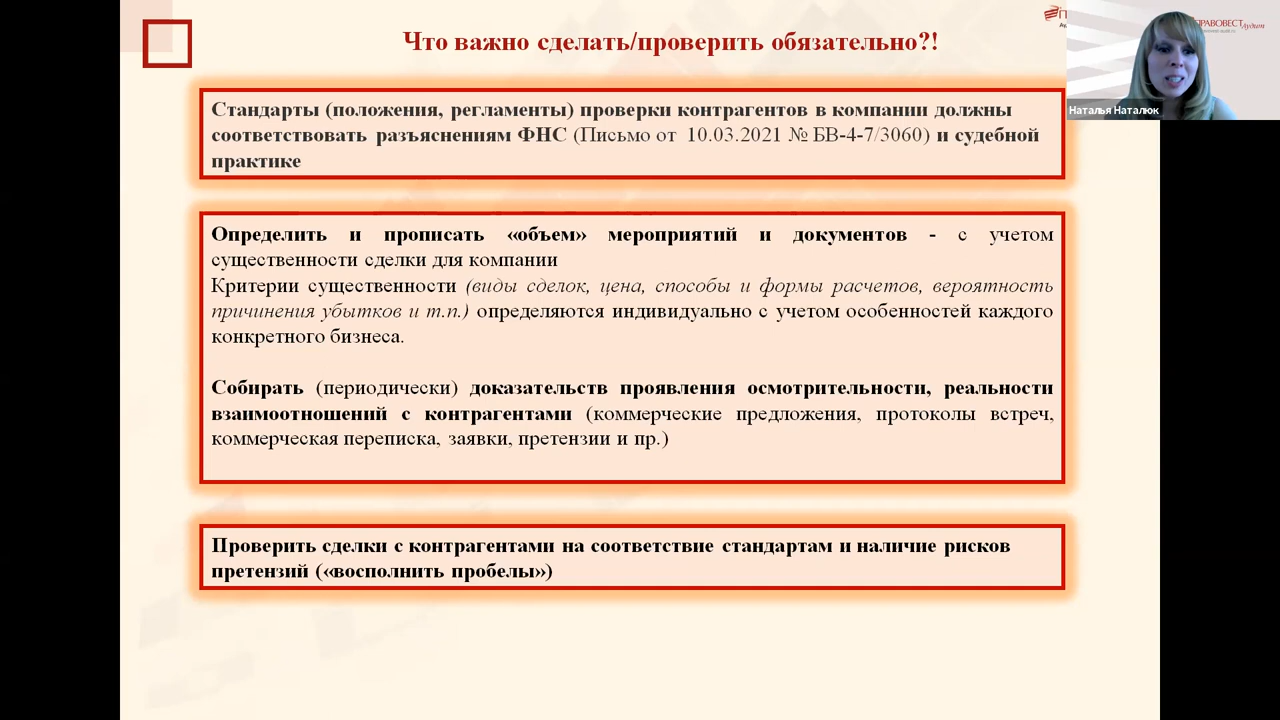 Что важно сделать/проверить обязательно?!
ПРАВОВЕСТ Аудит
Наталья Наталюк
Стандарты (положения, регламенты) проверки контрагентов в компании должны
соответствовать разъяснениям ФНС (Письмо от 10.03.2021 № БВ-4-7/3060) и судебной
практике
Определить и прописать «объем» мероприятий и документов - с учетом
существенности сделки для компании
Критерии существенности (виды сделок, цена, способы и формы расчетов, вероятность
причинения убытков и т.п.) определяются индивидуально с учетом особенностей каждого
конкретного бизнеса.
Собирать (периодически) доказательств проявления осмотрительности, реальности
взаимоотношений с контрагентами (коммерческие предложения, протоколы встреч,
коммерческая переписка, заявки, претензии и пр.)
Проверить сделки с контрагентами на соответствие стандартам и наличие рисков
претензий («восполнить пробелы»)